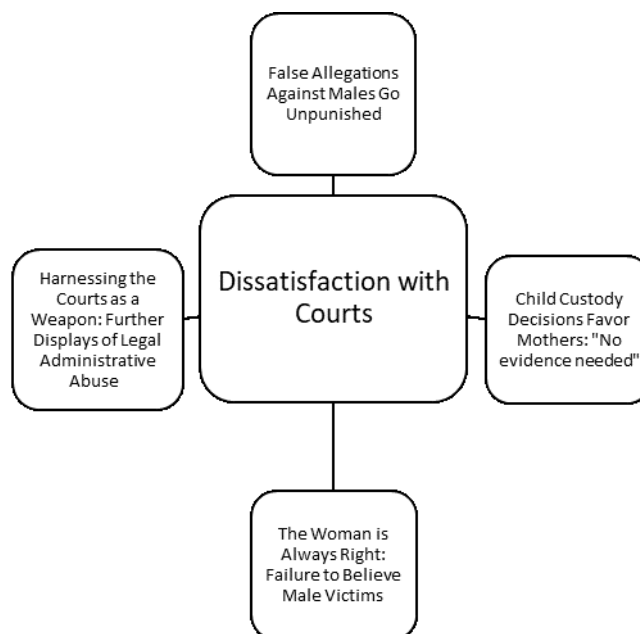 False Allegations
Against Males Go
Unpunished
Dissatisfaction with
Courts
Harnessing the
Courts as a
Weapon: Further
Displays of Legal
Administrative
Abuse
Child Custody
Decisions Favor
Mothers: "No
evidence needed"
The Woman is
Always Right:
Failure to Believe
Male Victims